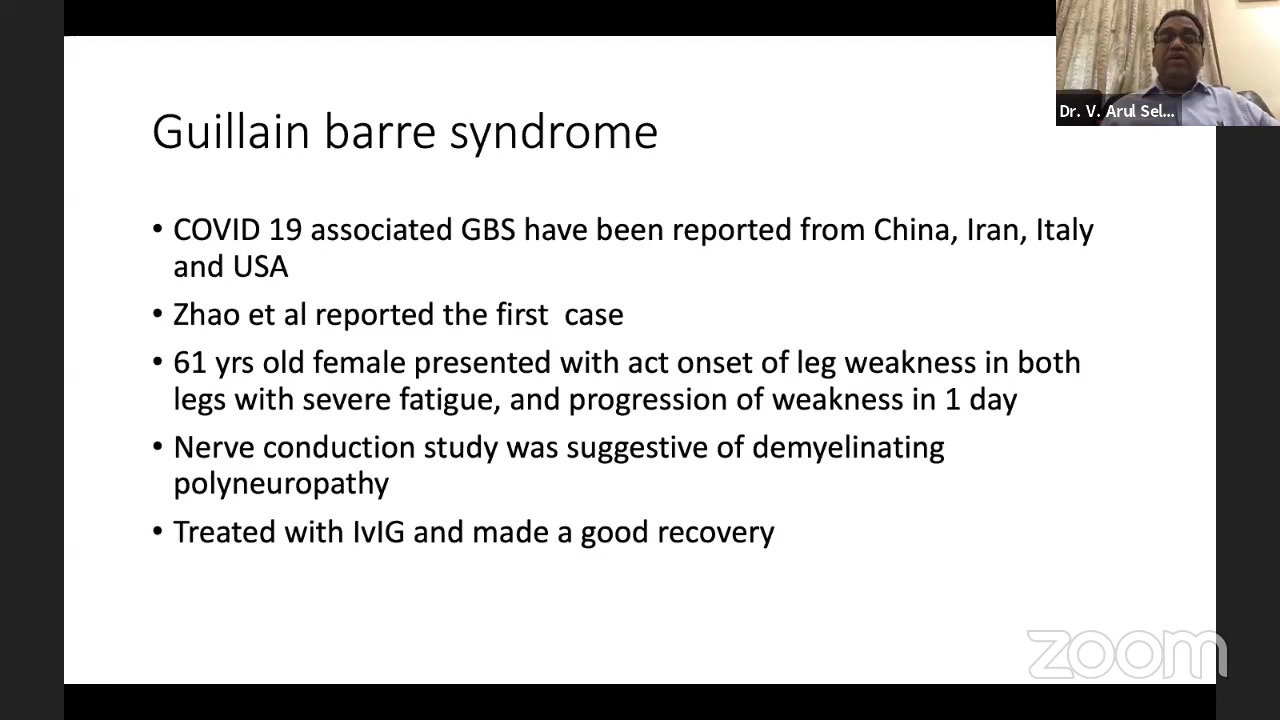 Dr. V. Arul Sel...
Guillain barre syndrome
• COVID 19 associated GBS have been reported from China, Iran, Italy
and USA
• Zhao et al reported the first  case
• 61 yrs old female presented with act onset of leg weakness in both
legs with severe fatigue, and progression of weakness in 1 day
• Nerve conduction study was suggestive of demyelinating
polyneuropathy
• Treated with IvIG and made a good recovery
zoom